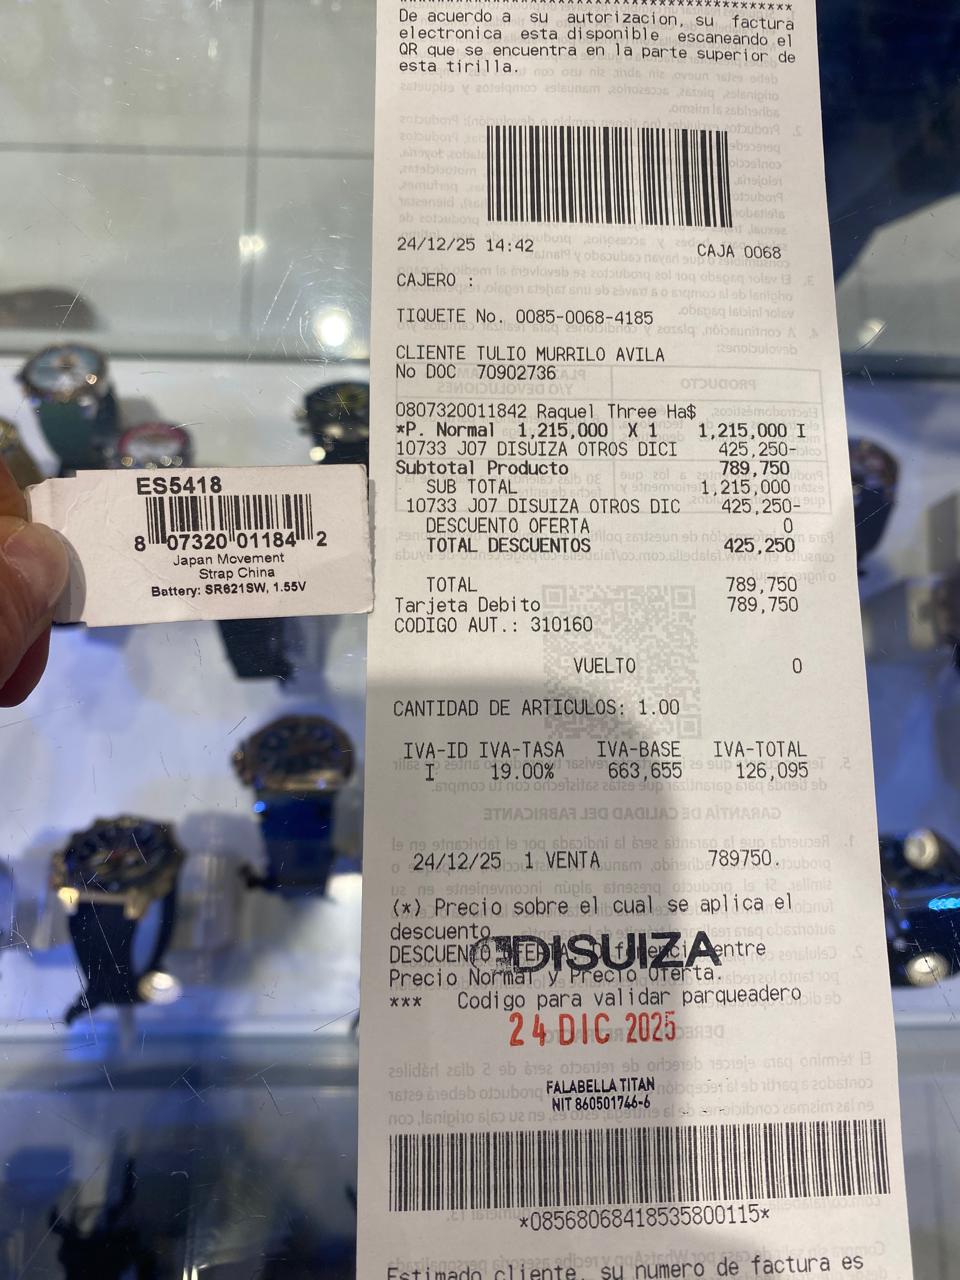 De acuerdo a su autorizacion, su factura
electronica esta disponible escaneando el
QR que se encuentra en la parte superior de
esta tirilla.
24/12/25 14:42 CAJA 0068
CAJERO :
TIQUETE No. 0085-0068-4185
CLIENTE TULIO MURRILO AVILA
No DOC 70902736
0807320011842 Raquel Three Ha$
*P. Normal 1,215,000 X 1 1,215,000 I
10733 J07 DISUIZA OTROS DICI 425,250-
Subtotal Producto 789,750
SUB TOTAL 1,215,000
10733 J07 DISUIZA OTROS DIC 425,250-
DESCUENTO OFERTA 0
TOTAL DESCUENTOS 425,250
TOTAL 789,750
Tarjeta Debito 789,750
CODIGO AUT.: 310160
VUELTO 0
CANTIDAD DE ARTICULOS: 1.00
IVA-ID IVA-TASA IVA-BASE IVA-TOTAL
I 19.00% 663,655 126,095
24/12/25 1 VENTA 789750.
(*) Precio sobre el cual se aplica el
descuento
DESCUENTO entre
Precio Normal y Precio Oferta.
*** Codigo para validar parqueadero
DISUIZA
24 DIC 2025
FALABELLA TITAN
NIT 860501746-6
*08568068418535800115*
Estimado cliente, su numero de factura es
ES5418
8 07320 01184 2
Japan Movement
Strap China
Battery: SR621SW, 1.55V